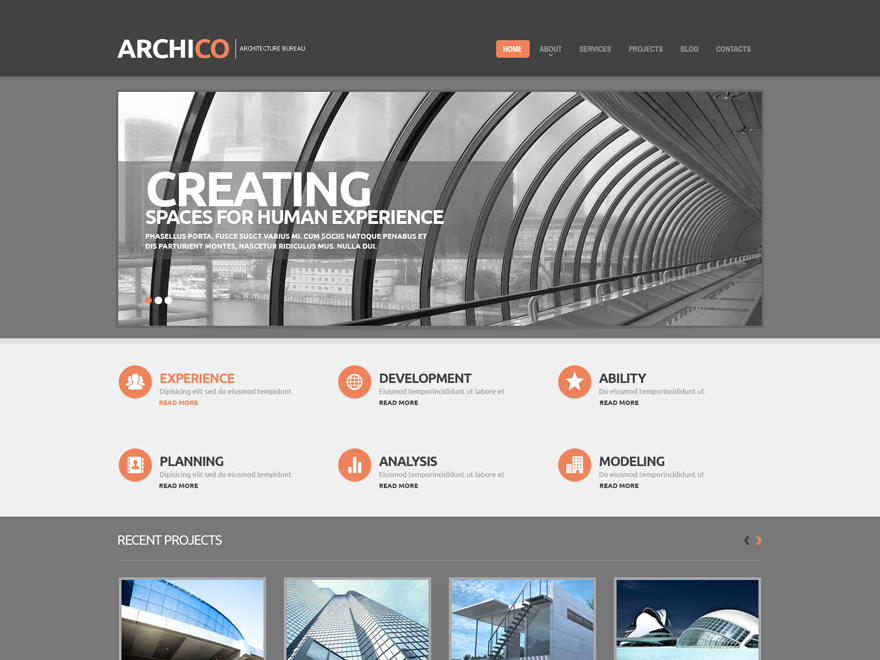 ARCHICO ARCHITECTURE BUREAU
HOME ABOUT SERVICES PROJECTS BLOG CONTACTS
CREATING
SPACES FOR HUMAN EXPERIENCE
PHASELLUS PORTA. FUSCE SUSCT VARIUS MI. CUM SOCIIS NATOQUE PENABUS ET
DIS PARTURIENT MONTES, NASCETUR RIDICULUS MUS. NULLA DUI.
EXPERIENCE
Dipisicing elit sed do eiusmod tempidunt
READ MORE
DEVELOPMENT
Eiusmod temporincididunt ut labore et
READ MORE
ABILITY
Do eiusmod temporincididunt ut
READ MORE
PLANNING
Dipisicing elit sed do eiusmod tempidunt
READ MORE
ANALYSIS
Eiusmod temporincididunt ut labore et
READ MORE
MODELING
Do eiusmod temporincididunt ut
READ MORE
RECENT PROJECTS